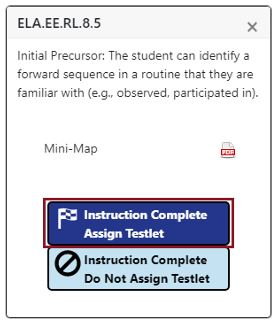 ELA.EE.RL.8.5
×
Initial Precursor: The student can identify a
forward sequence in a routine that they are
familiar with (e.g., observed, participated in).
Mini-Map
PDF
Instruction Complete
Assign Testlet
Instruction Complete
Do Not Assign Testlet